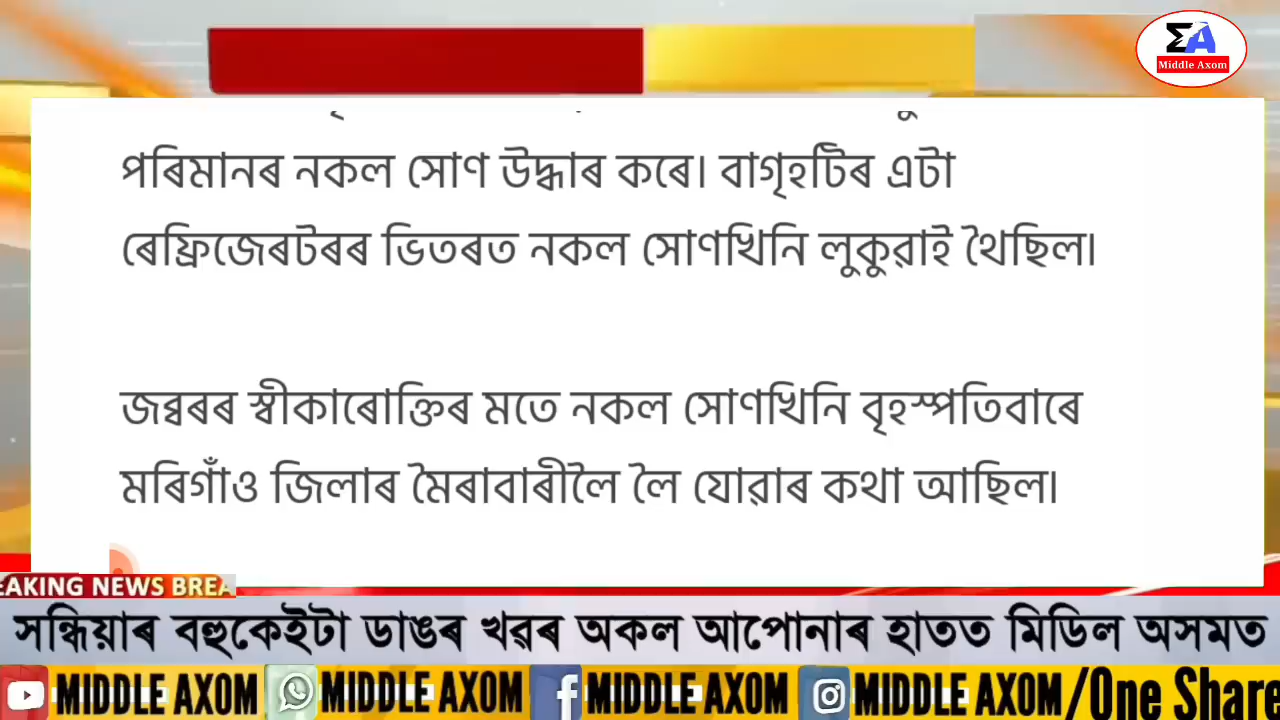 Middle Axom
পৰিমানৰ নকল সোণ উদ্ধাৰ কৰে। বাগৃহটিৰ এটা
ৰেফ্ৰিজেৰটৰৰ ভিতৰত নকল সোণখিনি লুকুৱাই থৈছিল।
জব্বৰৰ স্বীকাৰোক্তিৰ মতে নকল সোণখিনি বৃহস্পতিবাৰে
মৰিগাঁও জিলাৰ মৈৰাবাৰীলৈ লৈ যোৱাৰ কথা আছিল।
EAKING NEWS BREA
সন্ধিয়াৰ বহুকেইটা ডাঙৰ খৱৰ অকল আপোনাৰ হাতত মিডিল অসমত
MIDDLE AXOM MIDDLE AXOM MIDDLE AXOM MIDDLE AXOM/One Share